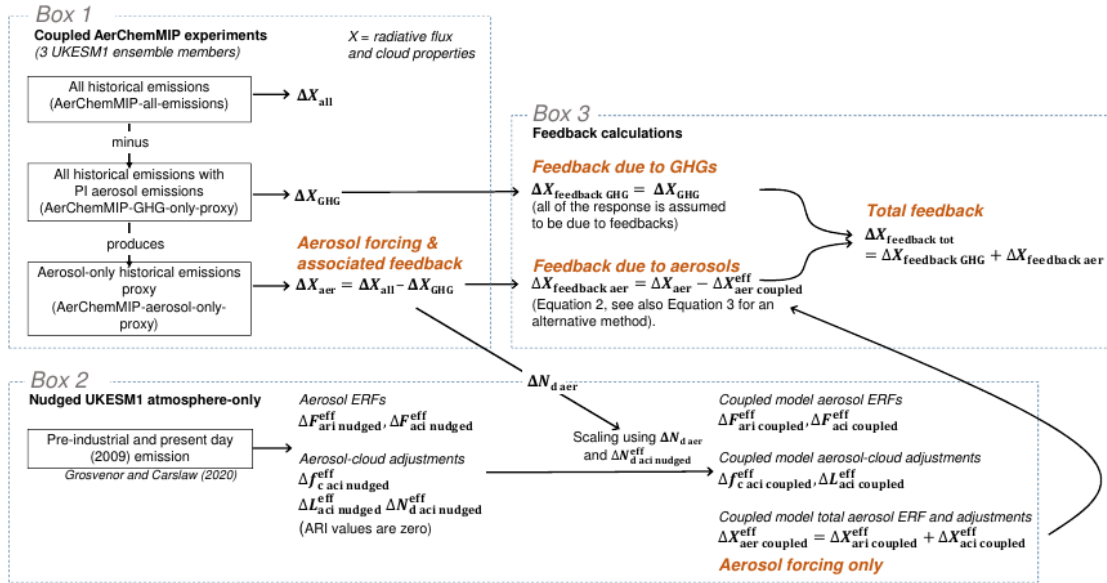 Box 1
Coupled AerChemMIP experiments
(3 UKESM1 ensemble members)
X = radiative flux
and cloud properties
All historical emissions
(AerChemMIP-all-emissions)
ΔX_all
minus
All historical emissions with
PI aerosol emissions
(AerChemMIP-GHG-only-proxy)
ΔX_GHG
produces
Aerosol-only historical emissions
proxy
(AerChemMIP-aerosol-only-
proxy)
Aerosol forcing &
associated feedback
ΔX_aer = ΔX_all - ΔX_GHG
Box 3
Feedback calculations
Feedback due to GHGs
ΔX_feedback GHG = ΔX_GHG
(all of the response is assumed
to be due to feedbacks)
Feedback due to aerosols
ΔX_feedback aer = ΔX_aer − ΔX^eff_aer coupled
(Equation 2, see also Equation 3 for an
alternative method).
Total feedback
ΔX_feedback tot
= ΔX_feedback GHG + ΔX_feedback aer
Box 2
Nudged UKESM1 atmosphere-only
Pre-industrial and present day
(2009) emission
Grosvenor and Carslaw (2020)
Aerosol ERFs
ΔF^eff_ari nudged, ΔF^eff_aci nudged
Aerosol-cloud adjustments
Δf^eff_c aci nudged
ΔL^eff_aci nudged ΔN^eff_d aci nudged
(ARI values are zero)
ΔN_d aer
Scaling using ΔN_d aer
and ΔN^eff_d aci nudged
Coupled model aerosol ERFs
ΔF^eff_ari coupled, ΔF^eff_aci coupled
Coupled model aerosol-cloud adjustments
Δf^eff_c aci coupled, ΔL^eff_aci coupled
Coupled model total aerosol ERF and adjustments
ΔX^eff_aer coupled = ΔX^eff_ari coupled + ΔX^eff_aci coupled
Aerosol forcing only